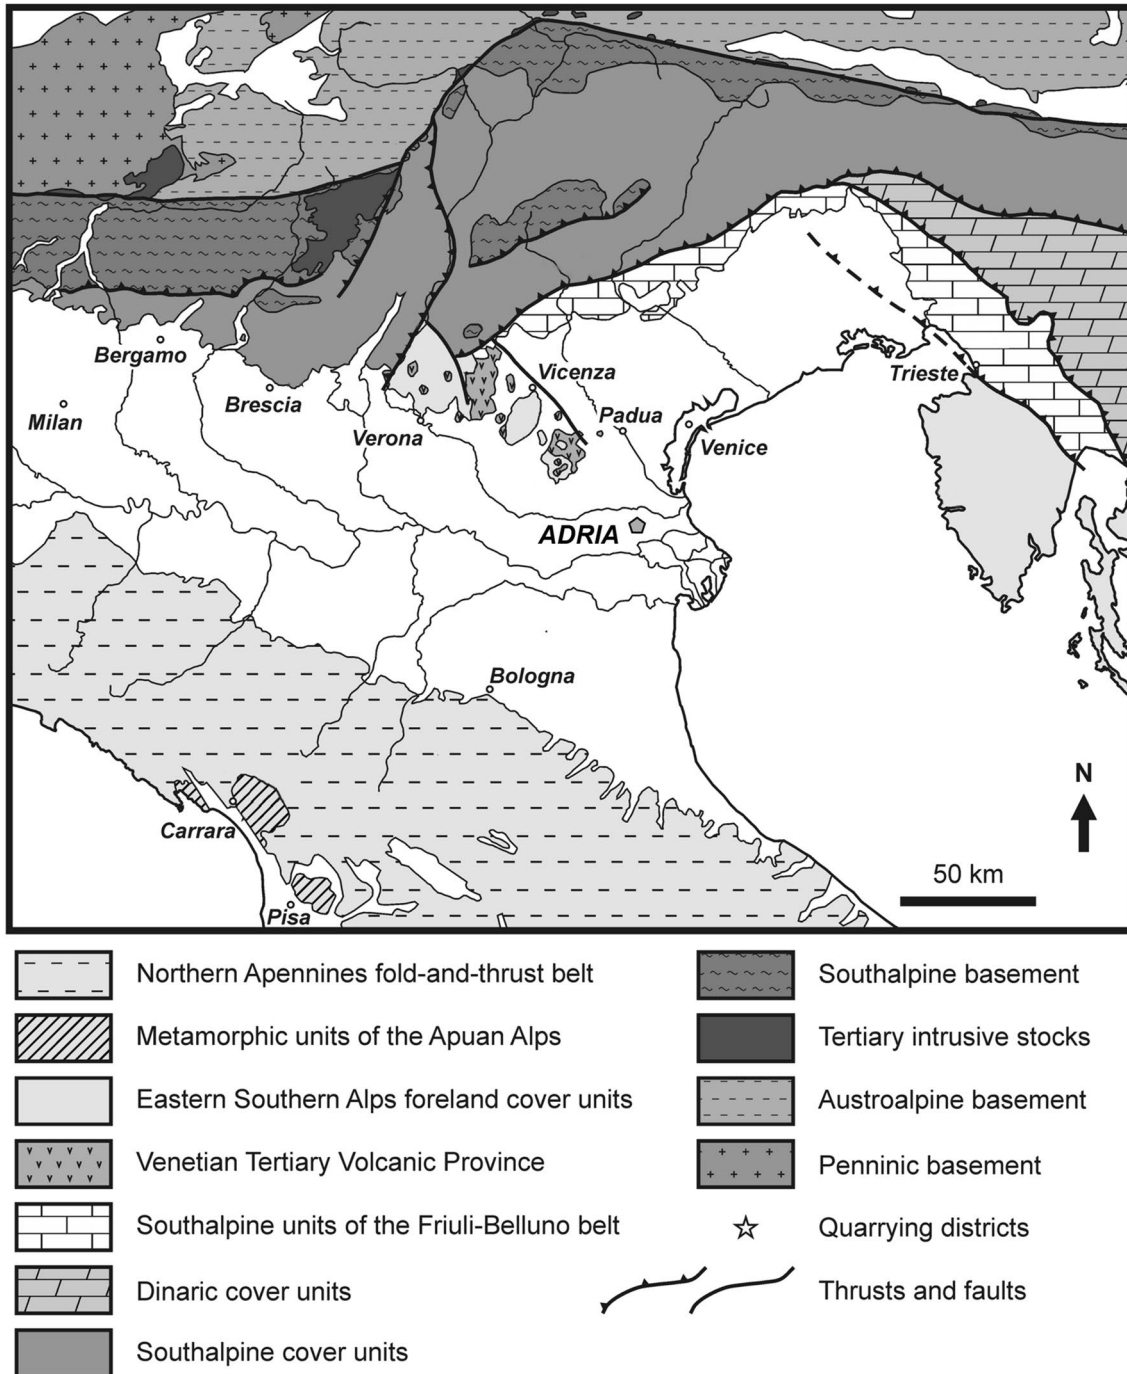 Bergamo
Milan
Brescia
Verona
Vicenza
Padua
Venice
Trieste
ADRIA
Bologna
Carrara
Pisa
N
50 km
Northern Apennines fold-and-thrust belt
Metamorphic units of the Apuan Alps
Eastern Southern Alps foreland cover units
Venetian Tertiary Volcanic Province
Southalpine units of the Friuli-Belluno belt
Dinaric cover units
Southalpine cover units
Southalpine basement
Tertiary intrusive stocks
Austroalpine basement
Penninic basement
Quarrying districts
Thrusts and faults